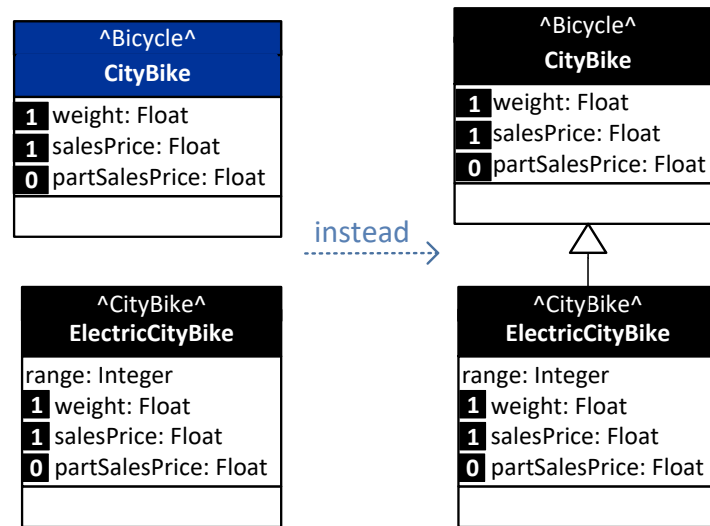 ^Bicycle^
CityBike
1 weight: Float
1 salesPrice: Float
0 partSalesPrice: Float
^CityBike^
ElectricCityBike
range: Integer
1 weight: Float
1 salesPrice: Float
0 partSalesPrice: Float
instead
^Bicycle^
CityBike
1 weight: Float
1 salesPrice: Float
0 partSalesPrice: Float
^CityBike^
ElectricCityBike
range: Integer
1 weight: Float
1 salesPrice: Float
0 partSalesPrice: Float